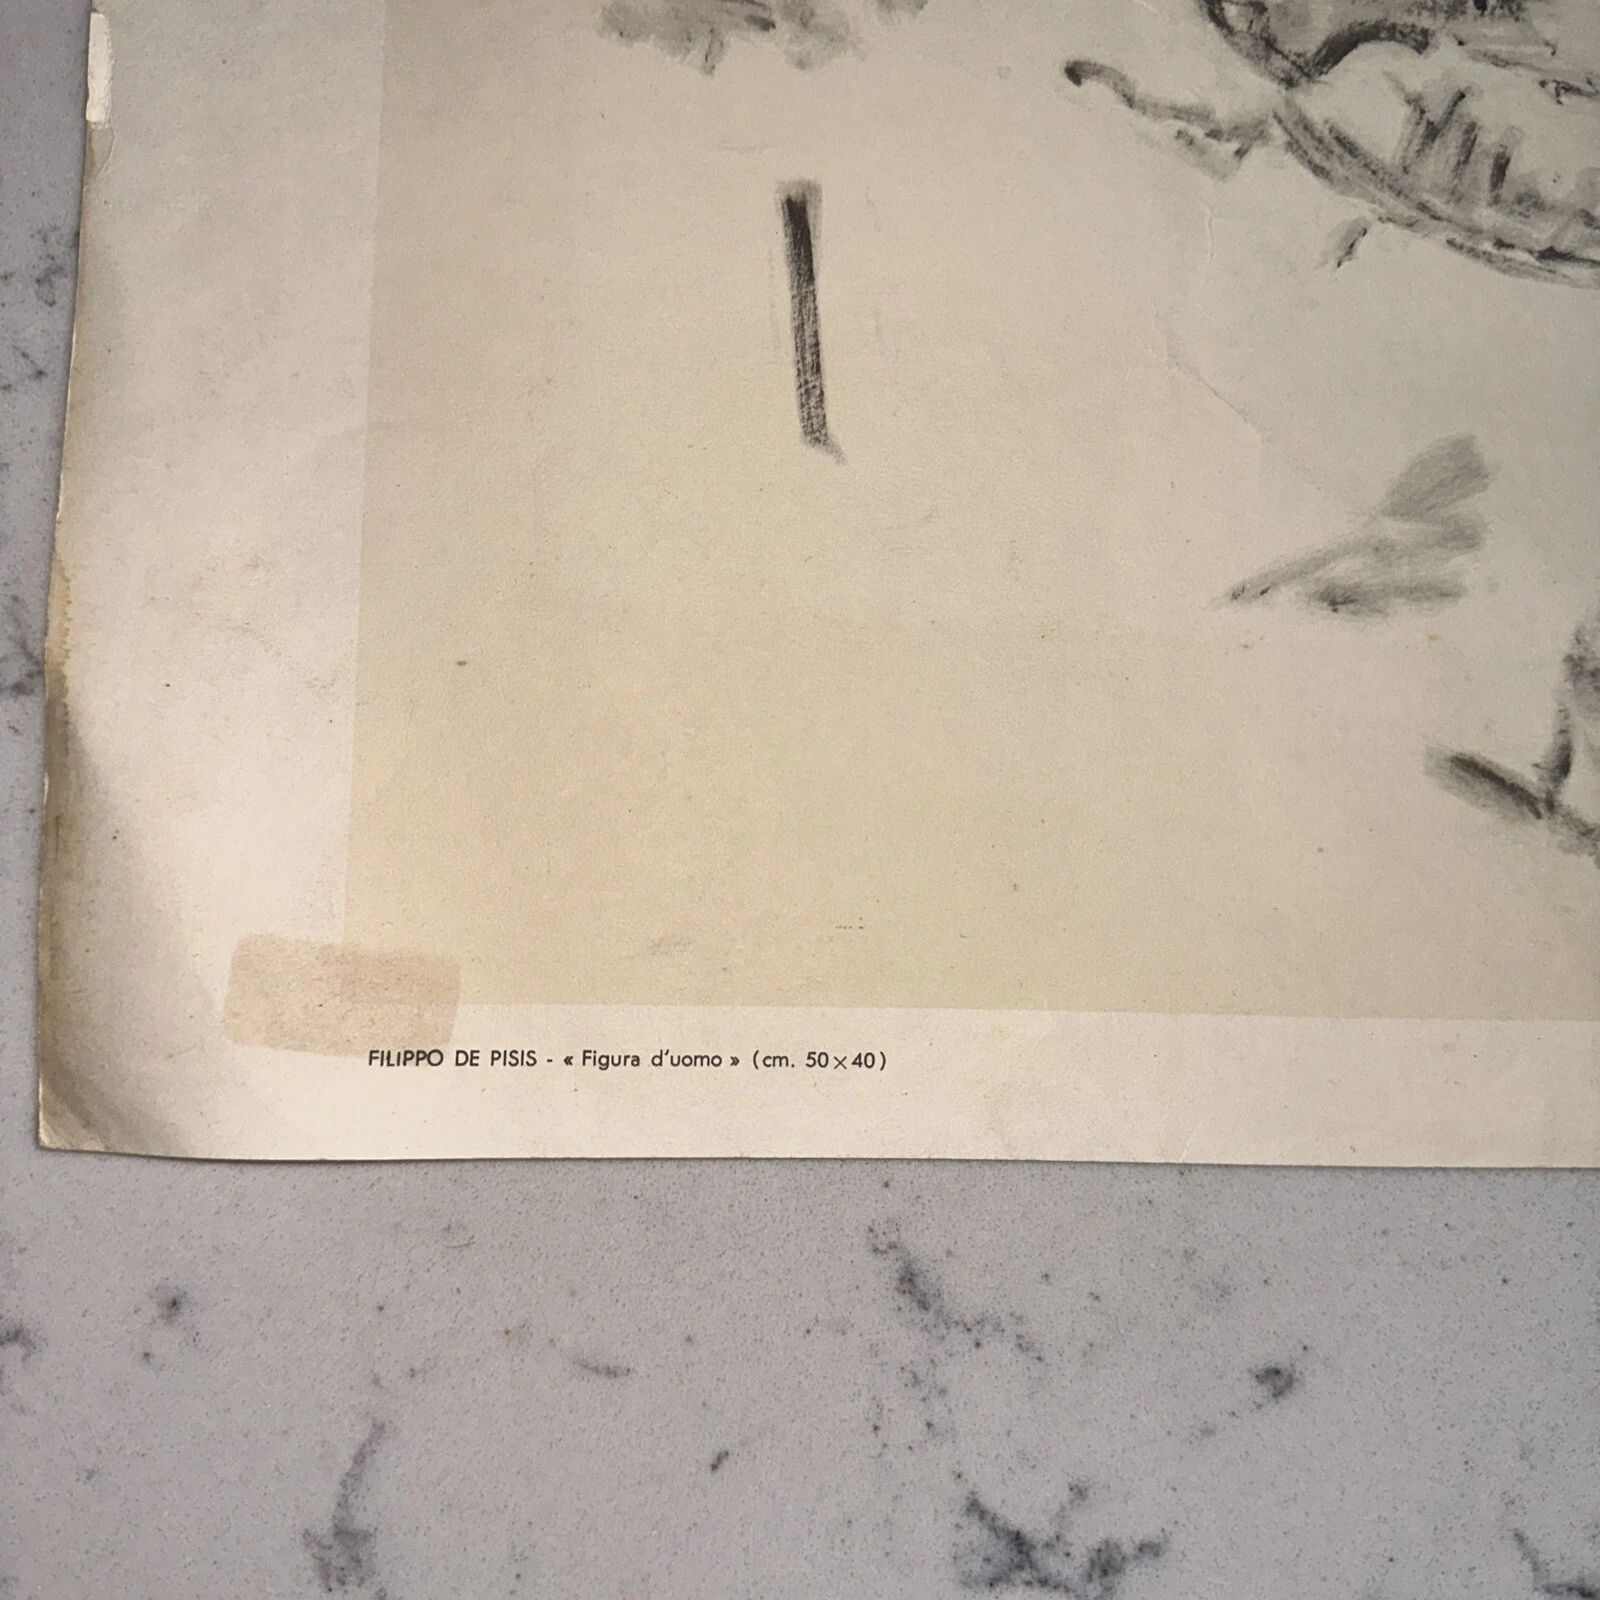 FILIPPO DE PISIS - « Figura d'uomo » (cm. 50×40)